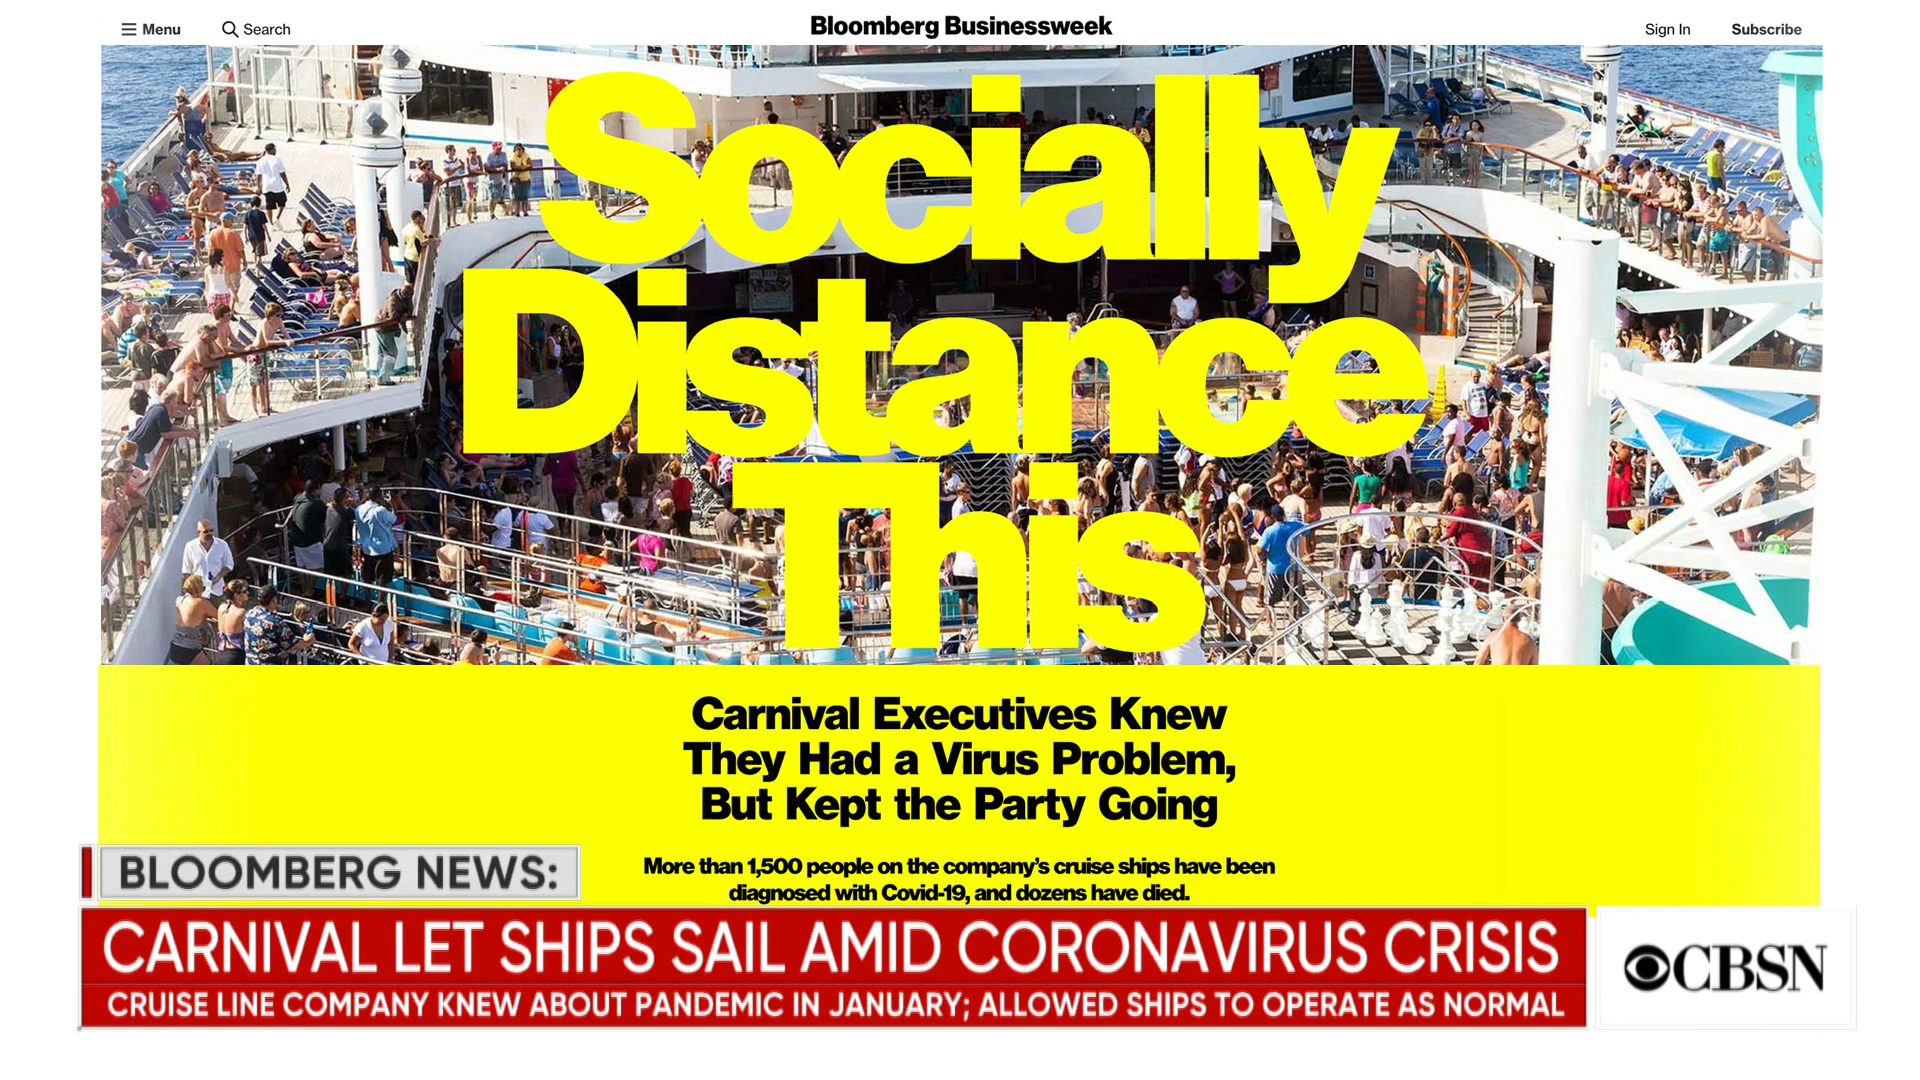 Menu
Search
Bloomberg Businessweek
Sign In
Subscribe
Socially
Distance
This
Carnival Executives Knew
They Had a Virus Problem,
But Kept the Party Going
More than 1,500 people on the company's cruise ships have been
diagnosed with Covid-19, and dozens have died.
BLOOMBERG NEWS:
CARNIVAL LET SHIPS SAIL AMID CORONAVIRUS CRISIS
CRUISE LINE COMPANY KNEW ABOUT PANDEMIC IN JANUARY; ALLOWED SHIPS TO OPERATE AS NORMAL
CBSN